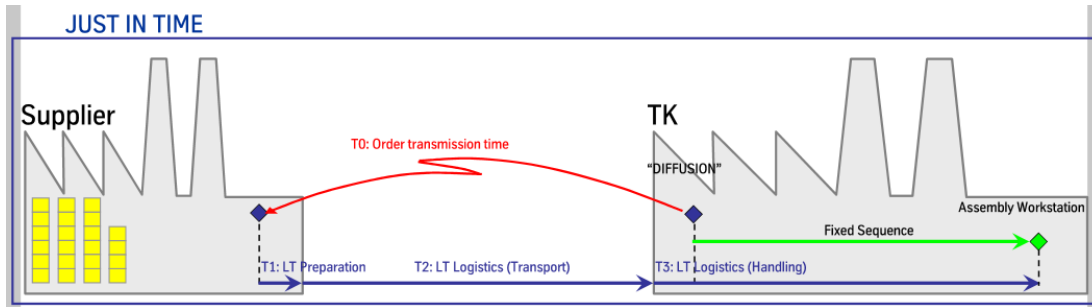 JUST IN TIME
Supplier
TK
T0: Order transmission time
“DIFFUSION”
Assembly Workstation
Fixed Sequence
T1: LT Preparation
T2: LT Logistics (Transport)
T3: LT Logistics (Handling)